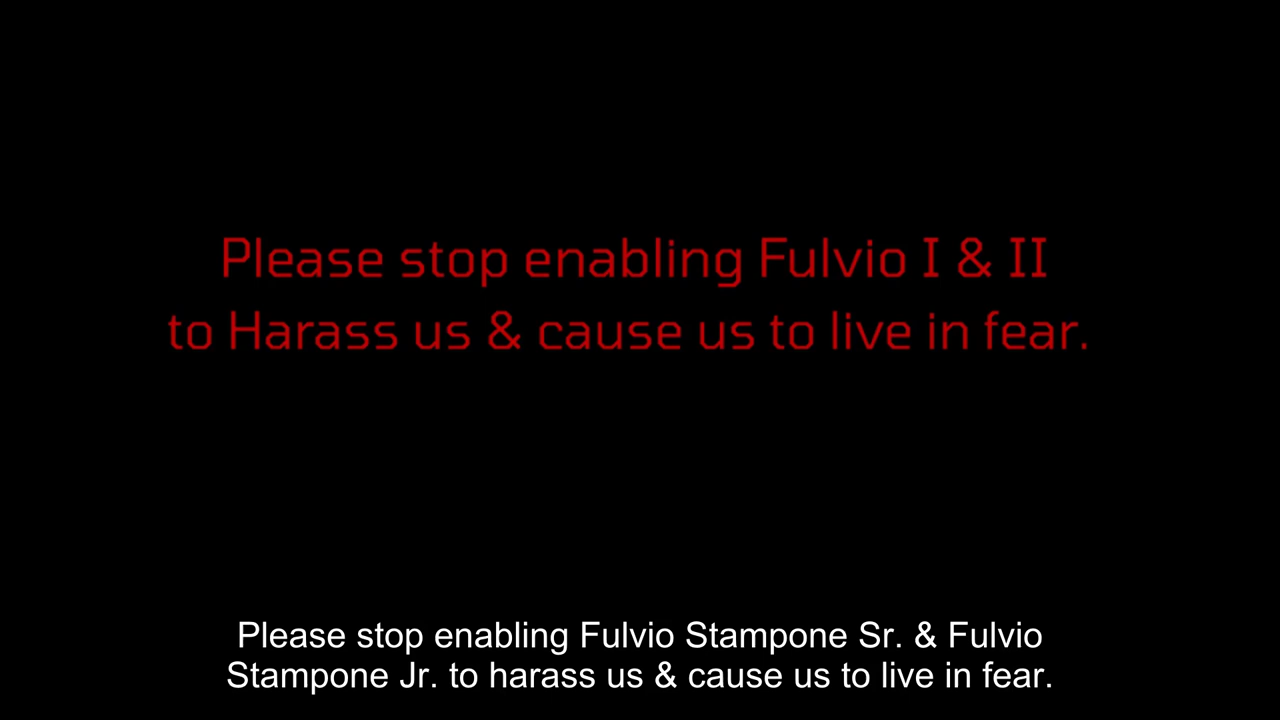 Please stop enabling Fulvio I & II
to Harass us & cause us to live in fear.
Please stop enabling Fulvio Stampone Sr. & Fulvio
Stampone Jr. to harass us & cause us to live in fear.